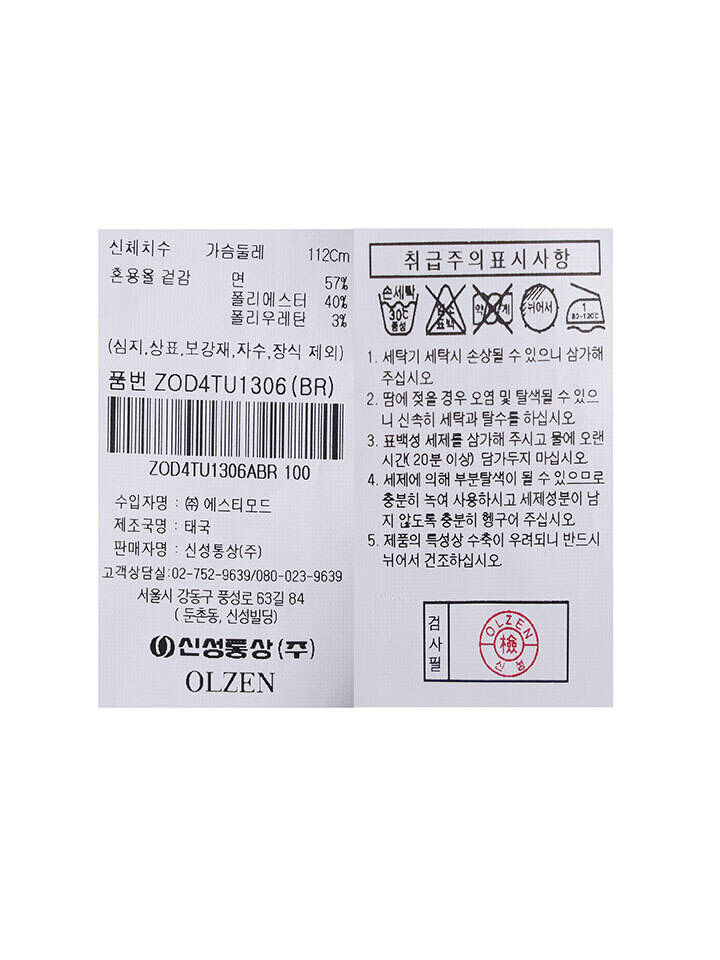 신체치수 가슴둘레 112Cm
혼용율 겉감 면 57%
폴리에스터 40%
폴리우레탄 3%
(심지,상표,보강재,자수,장식 제외)
품번 ZOD4TU1306(BR)
ZOD4TU1306ABR 100
수입자명 : ㈜ 에스티모드
제조국명 : 태국
판매자명 : 신성통상(주)
고객상담실:02-752-9639/080-023-9639
서울시 강동구 풍성로 63길 84
( 둔촌동, 신성빌딩)
신성통상(주)
OLZEN
취급주의표시사항
손세탁
30℃
중성
염소
표백
뉘어서
1
80-120℃
1. 세탁기 세탁시 손상될 수 있으니 삼가해
주십시오.
2. 땀에 젖을 경우 오염 및 탈색될 수 있으
니 신속히 세탁과 탈수를 하십시오.
3. 표백성 세제를 삼가해 주시고 물에 오랜
시간(20분 이상) 담가두지 마십시오.
4. 세제에 의해 부분탈색이 될 수 있으므로
충분히 녹여 사용하시고 세제성분이 남
지 않도록 충분히 헹구어 주십시오.
5. 제품의 특성상 수축이 우려되니 반드시
뉘어서 건조하십시오.
검사필
OLZEN
檢
신성